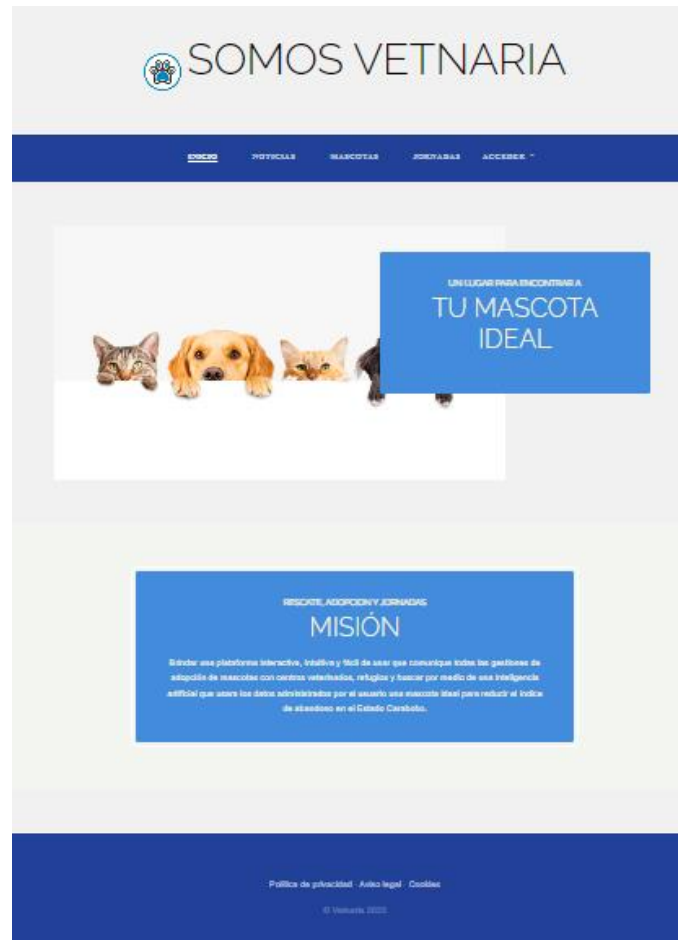 SOMOS VETNARIA
INICIO NOTICIAS MASCOTAS JORNADAS ACCEDER
UN LUGAR PARA ENCONTRAR A
TU MASCOTA
IDEAL
RESCATE, ADOPCION Y JORNADAS
MISIÓN
Brindar una plataforma interactiva, intuitiva y fácil de usar que comunique todas las gestiones de
adopción de mascotas con centros veterinarios, refugios y buscar por medio de una inteligencia
artificial que usara los datos administrados por el usuario una mascota ideal para reducir el índice
de abandono en el Estado Carabobo.
Política de privacidad · Aviso legal · Cookies
© Vetnaria